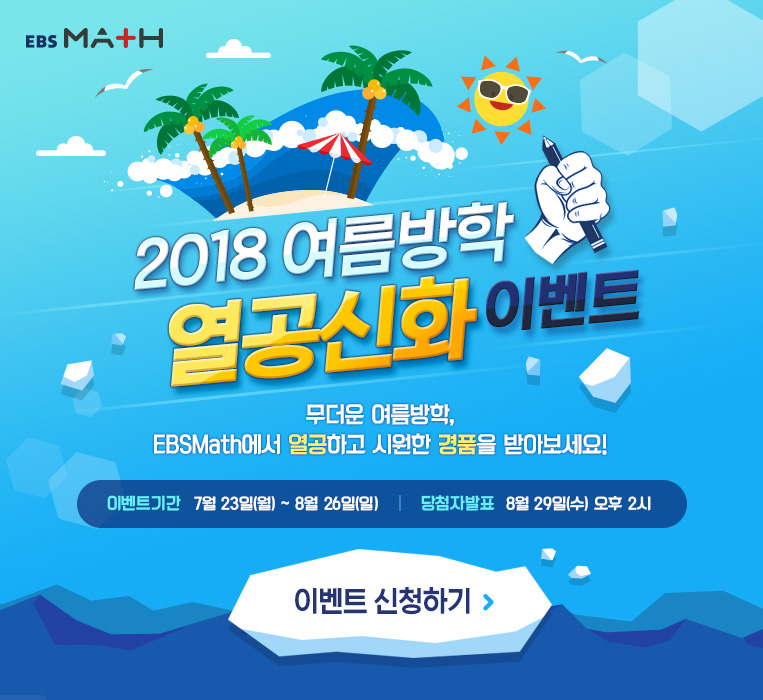 EBS MATH
2018 여름방학
열공신화 이벤트
무더운 여름방학,
EBSMath에서 열공하고 시원한 경품을 받아보세요!
이벤트기간 7월 23일(월) ~ 8월 26일(일) | 당첨자발표 8월 29일(수) 오후 2시
이벤트 신청하기 >